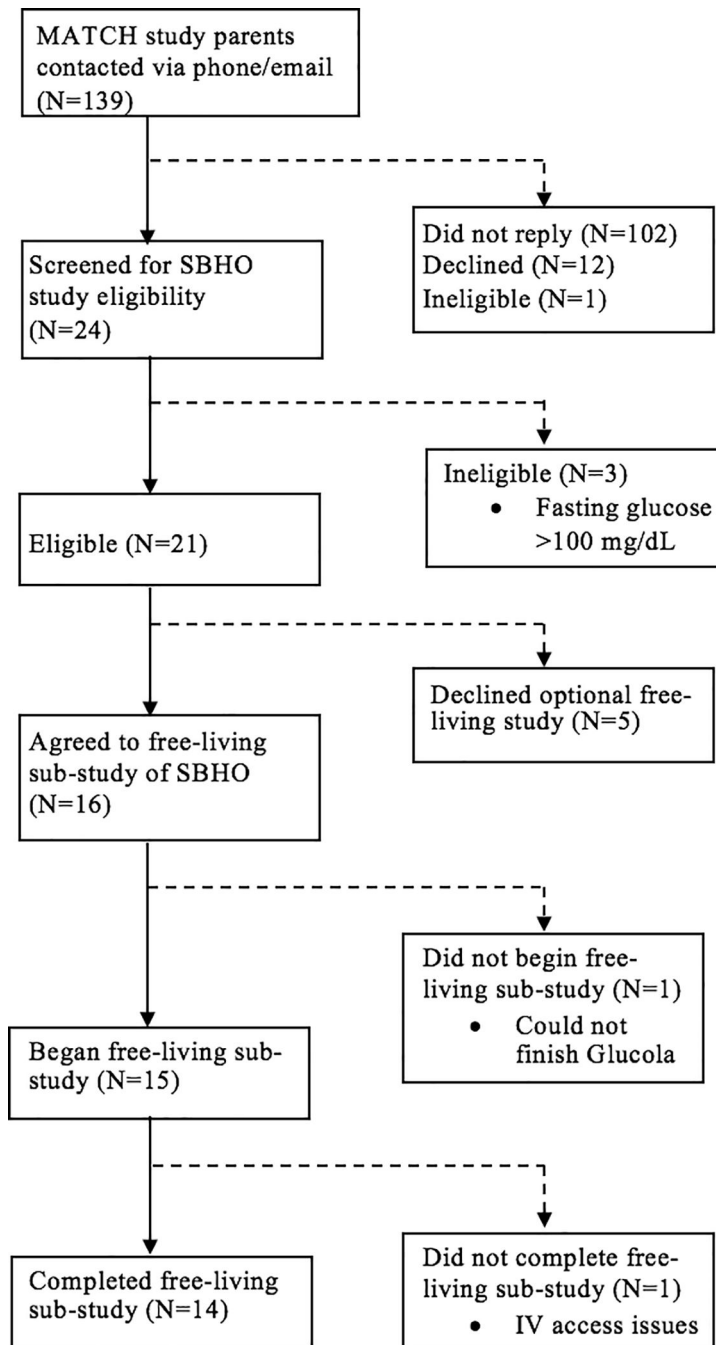 MATCH study parents
contacted via phone/email
(N=139)
Did not reply (N=102)
Declined (N=12)
Ineligible (N=1)
Screened for SBHO
study eligibility
(N=24)
Ineligible (N=3)
• Fasting glucose
>100 mg/dL
Eligible (N=21)
Declined optional free-
living study (N=5)
Agreed to free-living
sub-study of SBHO
(N=16)
Did not begin free-
living sub-study (N=1)
• Could not
finish Glucola
Began free-living sub-
study (N=15)
Did not complete free-
living sub-study (N=1)
• IV access issues
Completed free-living
sub-study (N=14)